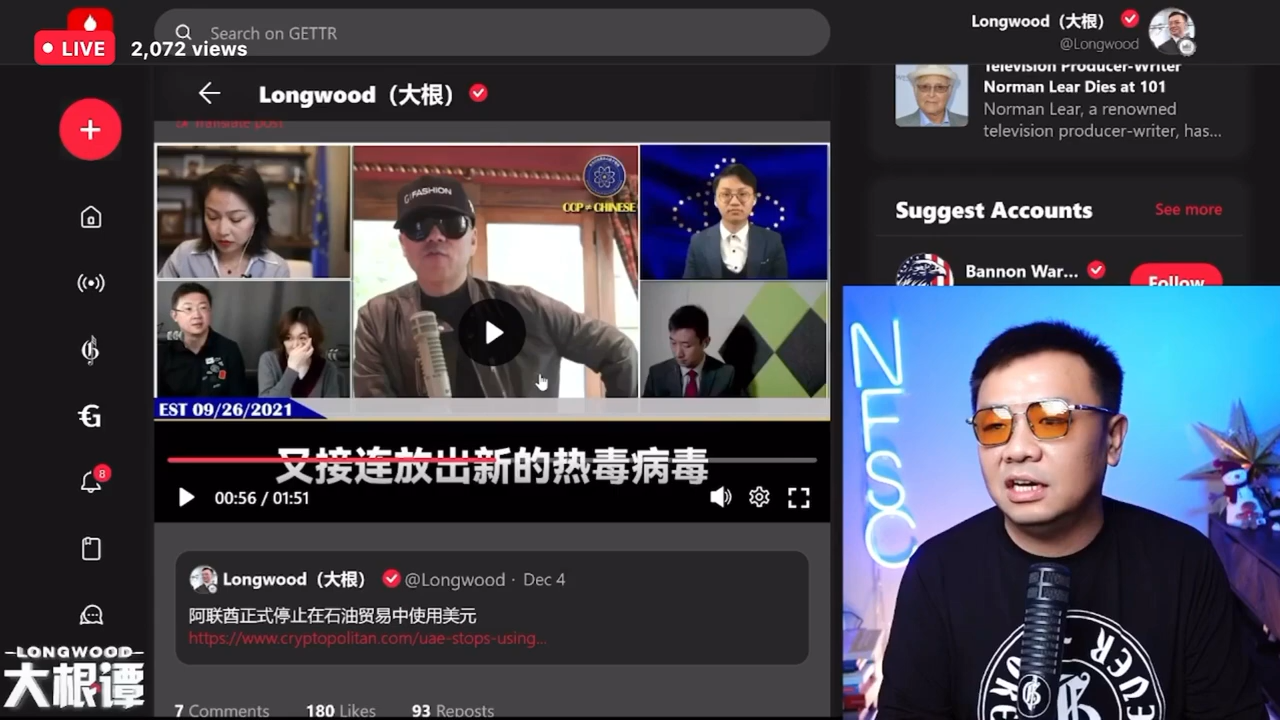 LIVE
2,072 views
Search on GETTR
Longwood（大根）
@Longwood
Longwood（大根）
Translate post
Television Producer-Writer
Norman Lear Dies at 101
Norman Lear, a renowned
television producer-writer, has...
FASHION
CCP ≠ CHINESE
EST 09/26/2021
又接连放出新的热毒病毒
00:56 / 01:51
Suggest Accounts
See more
Bannon War...
Follow
8
Longwood（大根）
@Longwood · Dec 4
阿联酋正式停止在石油贸易中使用美元
https://www.cryptopolitan.com/uae-stops-using...
7 Comments
180 Likes
93 Reposts
LONGWOOD
大根谭
NFSC